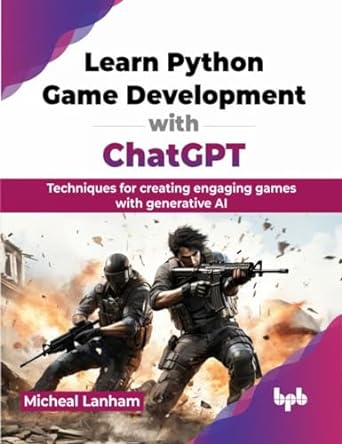 Learn Python
Game Development
with
ChatGPT
Techniques for creating engaging games
with generative AI
Micheal Lanham
bpb